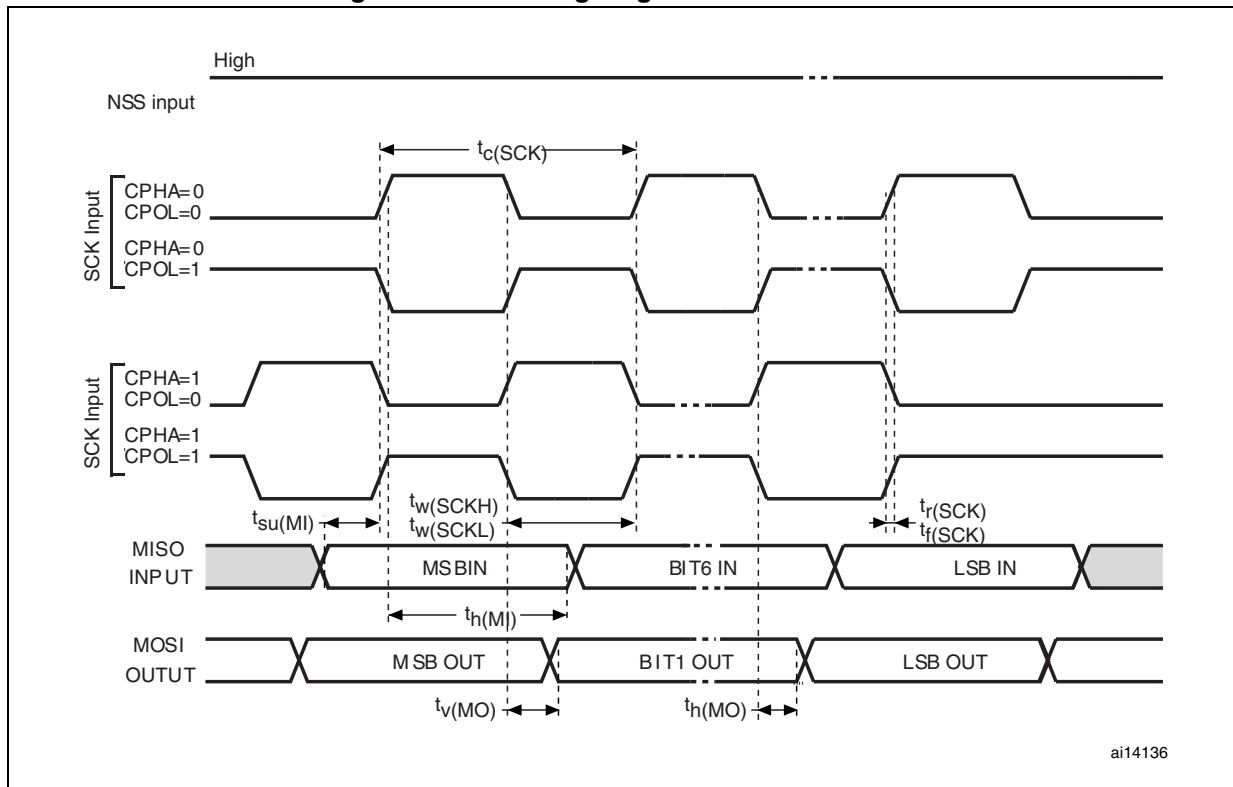 High
NSS input
tc(SCK)
SCK Input
CPHA=0
CPOL=0
CPHA=0
CPOL=1
SCK Input
CPHA=1
CPOL=0
CPHA=1
CPOL=1
tsu(MI)
tw(SCKH)
tw(SCKL)
tr(SCK)
tf(SCK)
MISO
INPUT
MSBIN
BIT6 IN
LSB IN
th(MI)
MOSI
OUTUT
MSB OUT
BIT1 OUT
LSB OUT
tv(MO)
th(MO)
ai14136